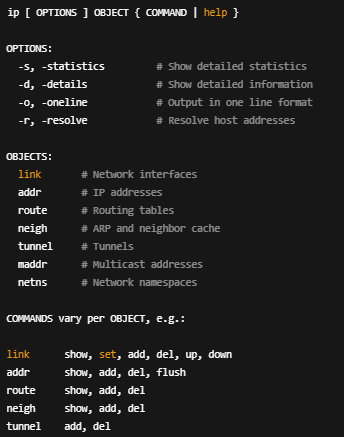 ip [ OPTIONS ] OBJECT { COMMAND | help }
OPTIONS:
-s, -statistics # Show detailed statistics
-d, -details # Show detailed information
-o, -oneline # Output in one line format
-r, -resolve # Resolve host addresses
OBJECTS:
link # Network interfaces
addr # IP addresses
route # Routing tables
neigh # ARP and neighbor cache
tunnel # Tunnels
maddr # Multicast addresses
netns # Network namespaces
COMMANDS vary per OBJECT, e.g.:
link show, set, add, del, up, down
addr show, add, del, flush
route show, add, del
neigh show, add, del
tunnel add, del